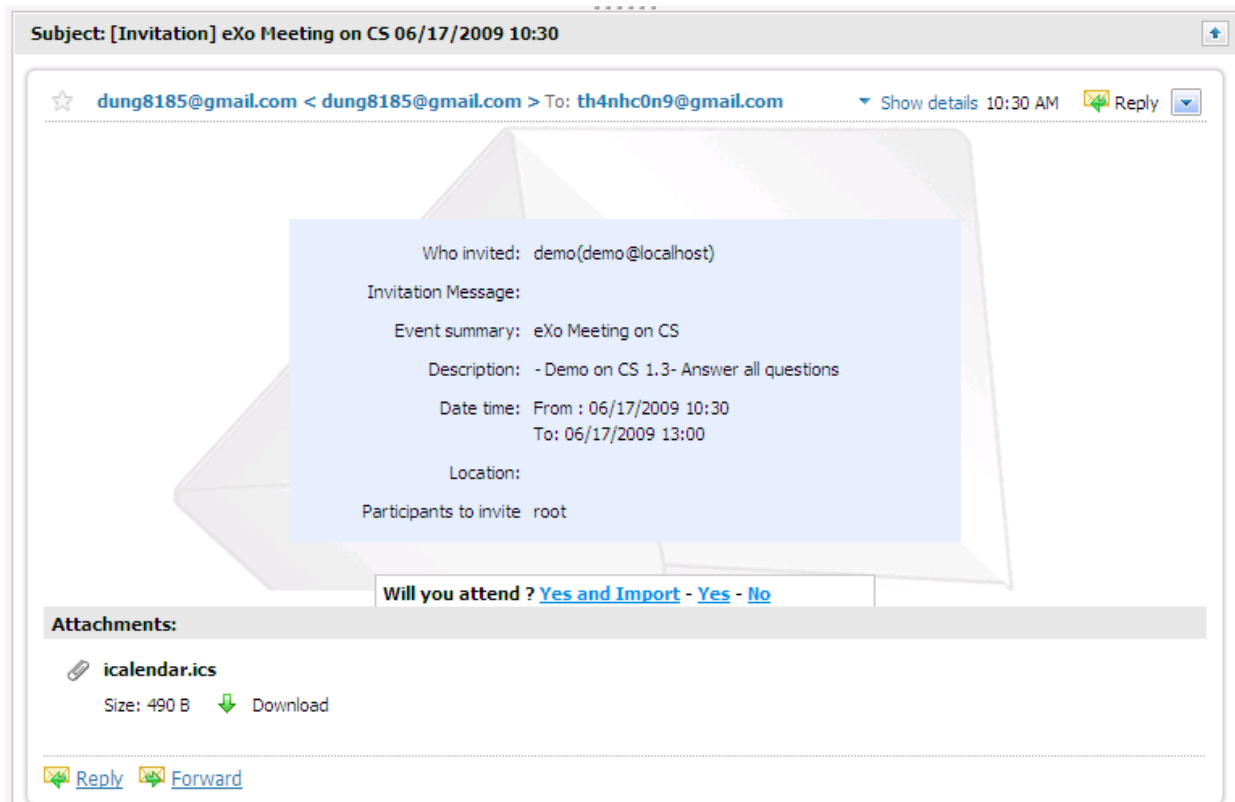 Subject: [Invitation] eXo Meeting on CS 06/17/2009 10:30
dung8185@gmail.com < dung8185@gmail.com > To: th4nhc0n9@gmail.com Show details 10:30 AM Reply
Who invited: demo(demo@localhost)
Invitation Message:
Event summary: eXo Meeting on CS
Description: - Demo on CS 1.3- Answer all questions
Date time: From : 06/17/2009 10:30
To: 06/17/2009 13:00
Location:
Participants to invite root
Will you attend ? Yes and Import - Yes - No
Attachments:
icalendar.ics
Size: 490 B Download
Reply Forward